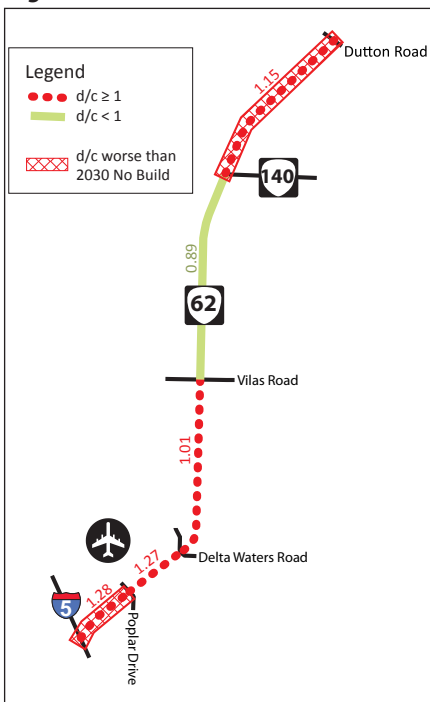 Dutton Road
Legend
d/c ≥ 1
d/c < 1
d/c worse than
2030 No Build
1.15
140
0.89
62
Vilas Road
1.01
Delta Waters Road
1.27
1.28
5
Poplar Drive